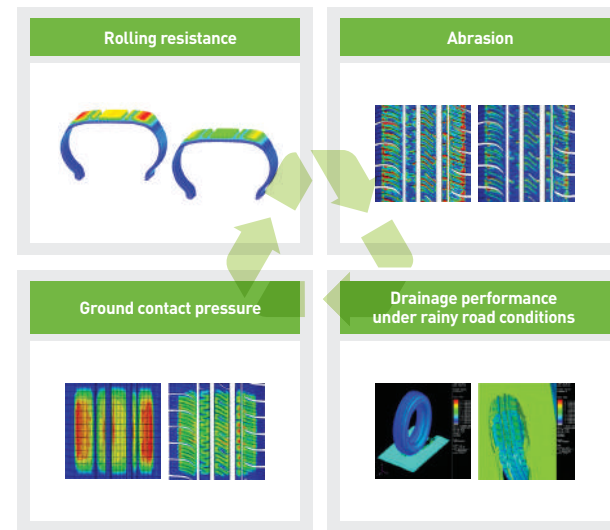 Rolling resistance
Abrasion
Ground contact pressure
Drainage performance
under rainy road conditions